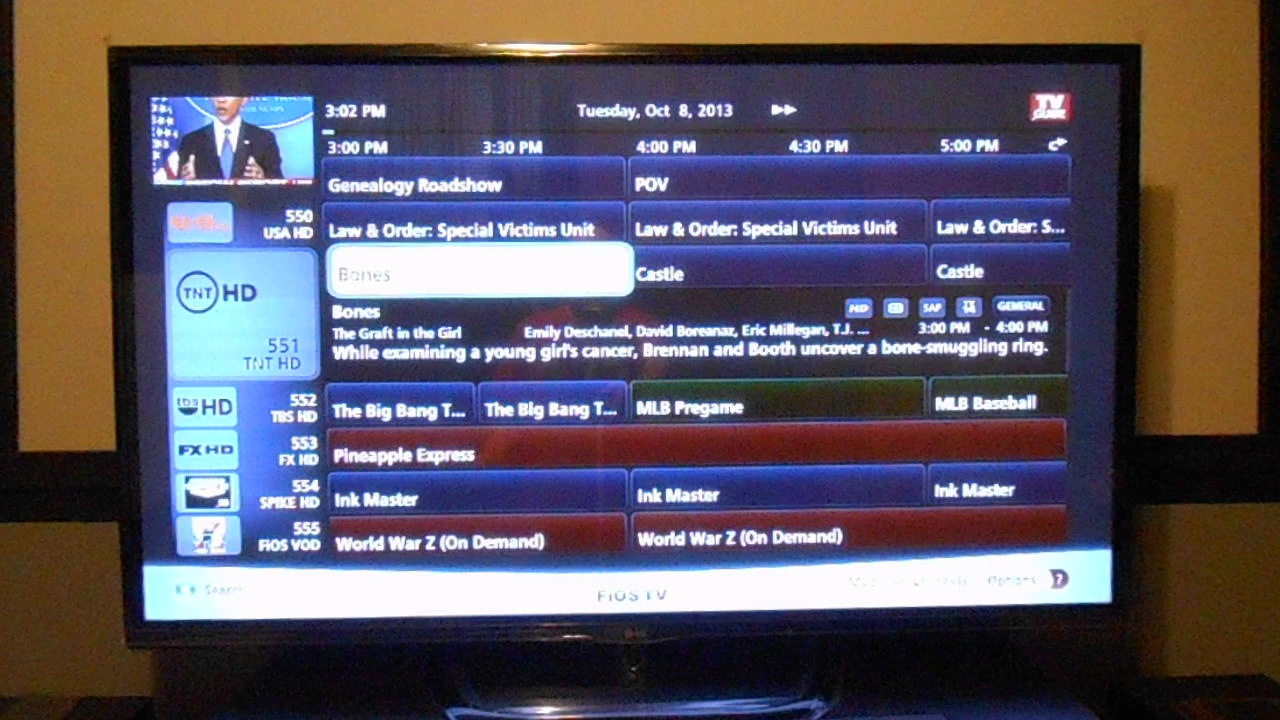 3:02 PM Tuesday, Oct 8, 2013 TV GUIDE
3:00 PM 3:30 PM 4:00 PM 4:30 PM 5:00 PM
Genealogy Roadshow POV
550
USA HD Law & Order: Special Victims Unit Law & Order: Special Victims Unit Law & Order: S...
Bones Castle Castle
TNT HD
551
TNT HD
Bones HD SAP GENERAL
The Graft in the Girl Emily Deschanel, David Boreanaz, Eric Millegan, T.J. ... 3:00 PM - 4:00 PM
While examining a young girl's cancer, Brennan and Booth uncover a bone-smuggling ring.
tbs HD 552
TBS HD The Big Bang T... The Big Bang T... MLB Pregame MLB Baseball
FX HD 553
FX HD Pineapple Express
554
SPIKE HD Ink Master Ink Master Ink Master
555
FiOS VOD World War Z (On Demand) World War Z (On Demand)
Search FiOS TV Options ?
LG